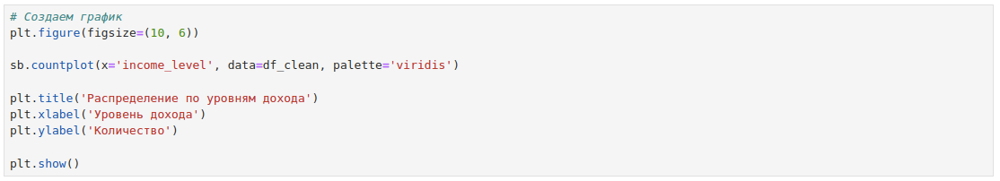 # Создаем график
plt.figure(figsize=(10, 6))
sb.countplot(x='income_level', data=df_clean, palette='viridis')
plt.title('Распределение по уровням дохода')
plt.xlabel('Уровень дохода')
plt.ylabel('Количество')
plt.show()